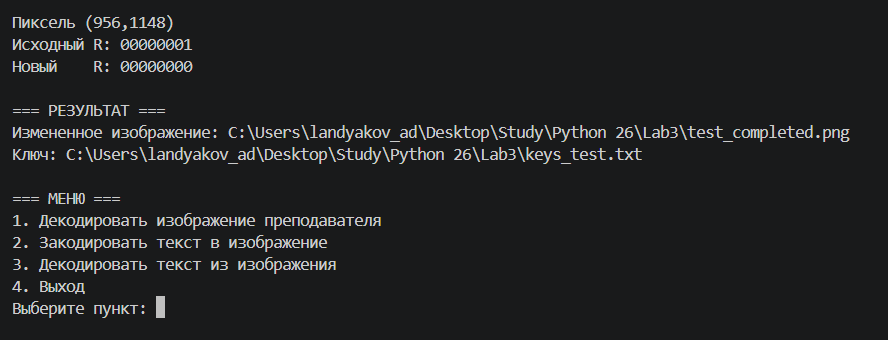 Пиксель (956,1148)
Исходный R: 00000001
Новый    R: 00000000
=== РЕЗУЛЬТАТ ===
Измененное изображение: C:\Users\landyakov_ad\Desktop\Study\Python 26\Lab3\test_completed.png
Ключ: C:\Users\landyakov_ad\Desktop\Study\Python 26\Lab3\keys_test.txt
=== МЕНЮ ===
1. Декодировать изображение преподавателя
2. Закодировать текст в изображение
3. Декодировать текст из изображения
4. Выход
Выберите пункт: